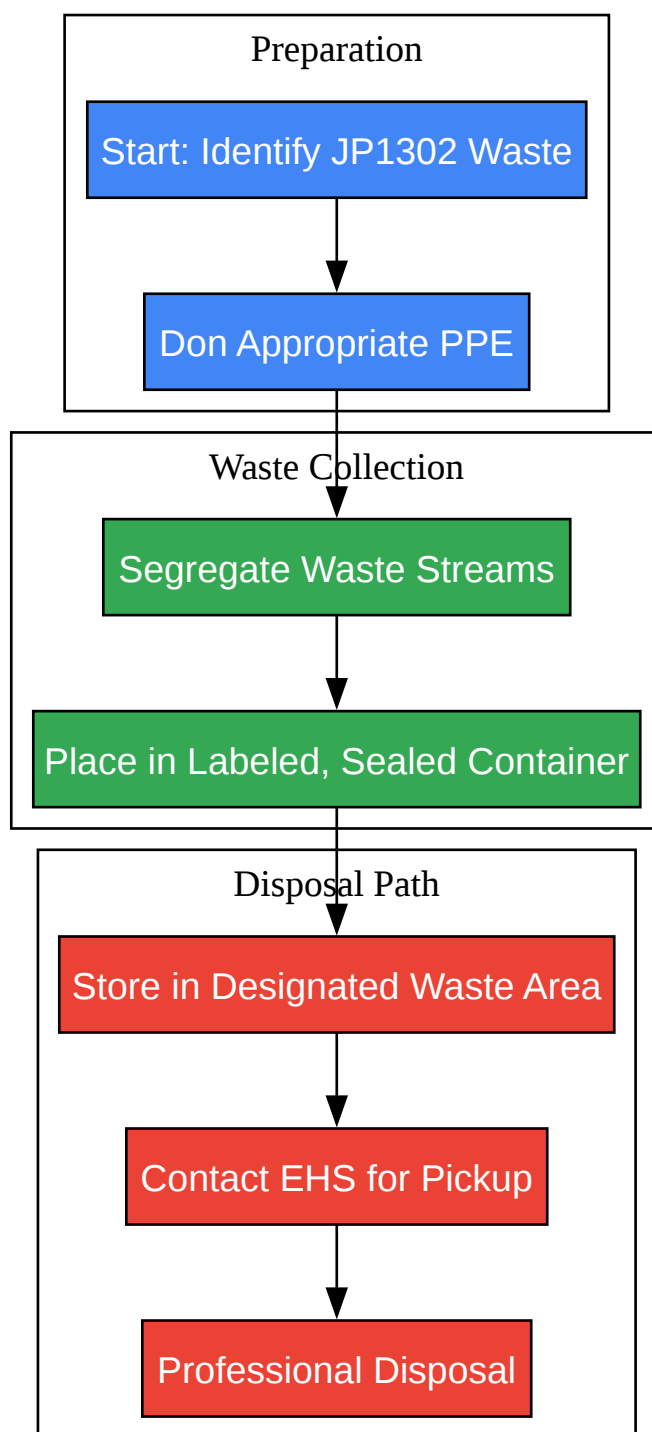 Preparation
Start: Identify JP1302 Waste
Don Appropriate PPE
Waste Collection
Segregate Waste Streams
Place in Labeled, Sealed Container
Disposal Path
Store in Designated Waste Area
Contact EHS for Pickup
Professional Disposal